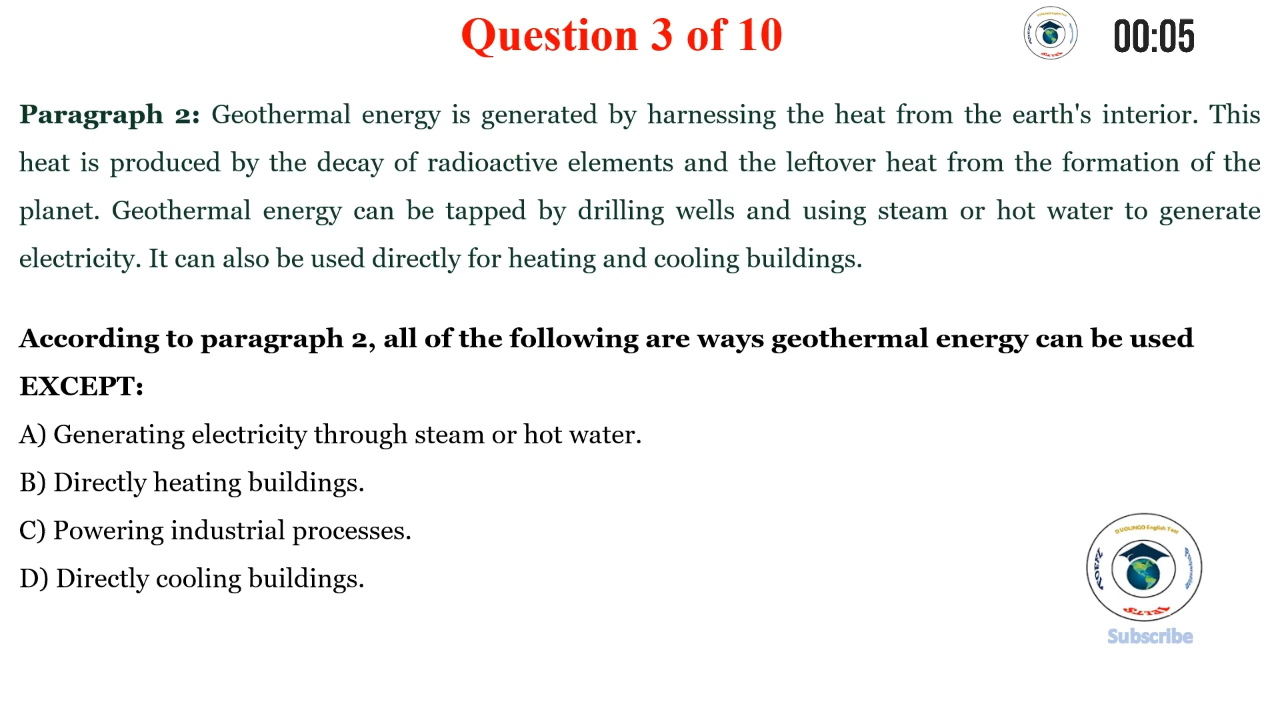 Question 3 of 10
00:05
Paragraph 2: Geothermal energy is generated by harnessing the heat from the earth's interior. This
heat is produced by the decay of radioactive elements and the leftover heat from the formation of the
planet. Geothermal energy can be tapped by drilling wells and using steam or hot water to generate
electricity. It can also be used directly for heating and cooling buildings.
According to paragraph 2, all of the following are ways geothermal energy can be used
EXCEPT:
A) Generating electricity through steam or hot water.
B) Directly heating buildings.
C) Powering industrial processes.
D) Directly cooling buildings.
DUOLINGO English Test
IELTS
Subscribe